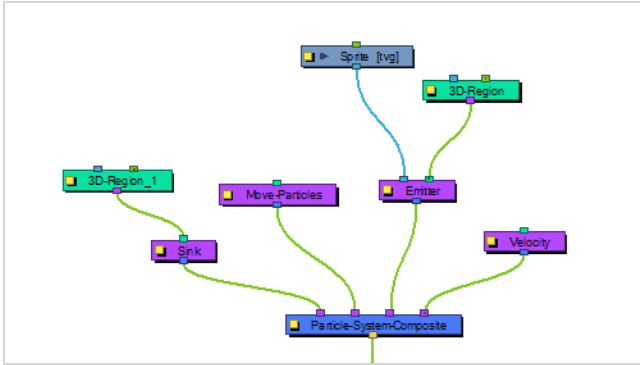 Sprite [tvg]
3D-Region
3D-Region_1
Move-Particles
Emitter
Sink
Velocity
Particle-System-Composite